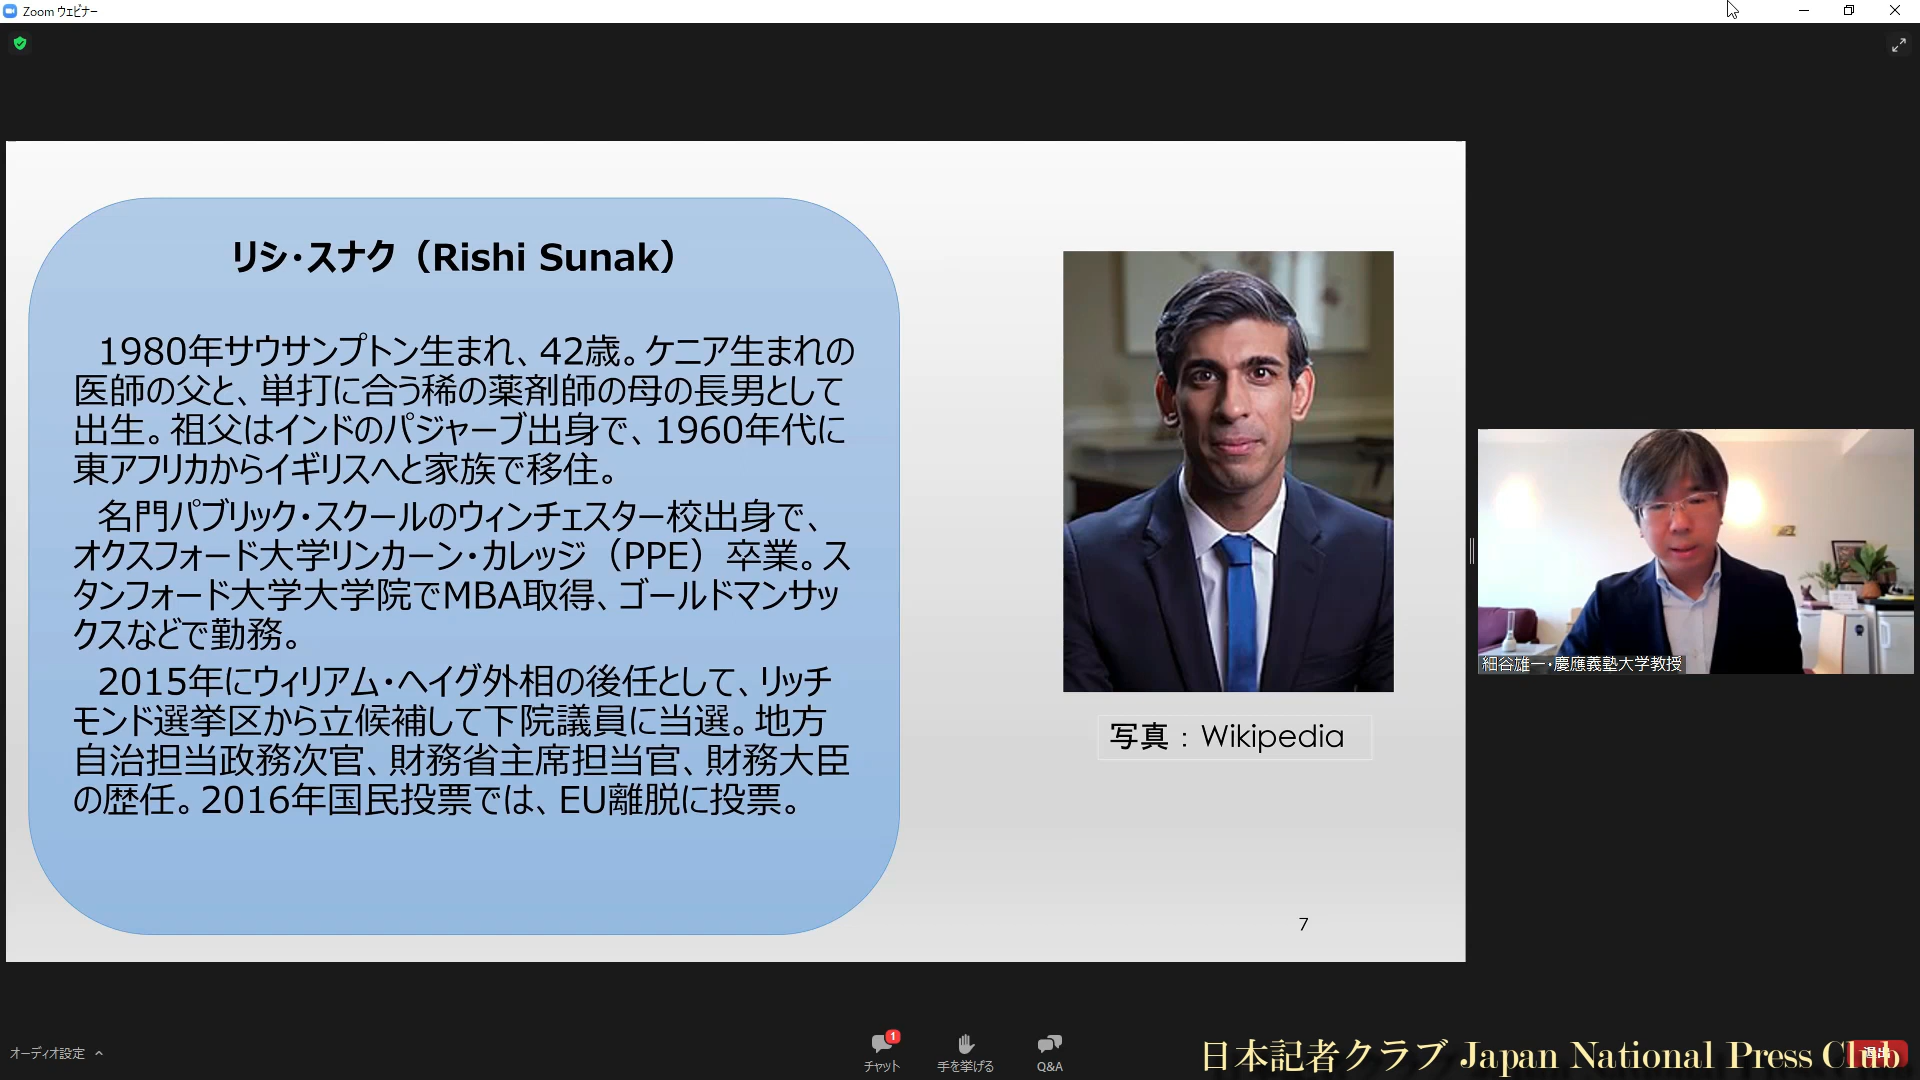 Zoom ウェビナー
リシ・スナク（Rishi Sunak）
1980年サウサンプトン生まれ、42歳。ケニア生まれの
医師の父と、単打に合う稀の薬剤師の母の長男として
出生。祖父はインドのパジャーブ出身で、1960年代に
東アフリカからイギリスへと家族で移住。
名門パブリック・スクールのウィンチェスター校出身で、
オクスフォード大学リンカーン・カレッジ（PPE）卒業。ス
タンフォード大学大学院でMBA取得、ゴールドマンサッ
クスなどで勤務。
2015年にウィリアム・ヘイグ外相の後任として、リッチ
モンド選挙区から立候補して下院議員に当選。地方
自治担当政務次官、財務省主席担当官、財務大臣
の歴任。2016年国民投票では、EU離脱に投票。
写真：Wikipedia
7
細谷雄一・慶應義塾大学教授
オーディオ設定
1
チャット
手を挙げる
Q&A
退出
日本記者クラブ Japan National Press Club